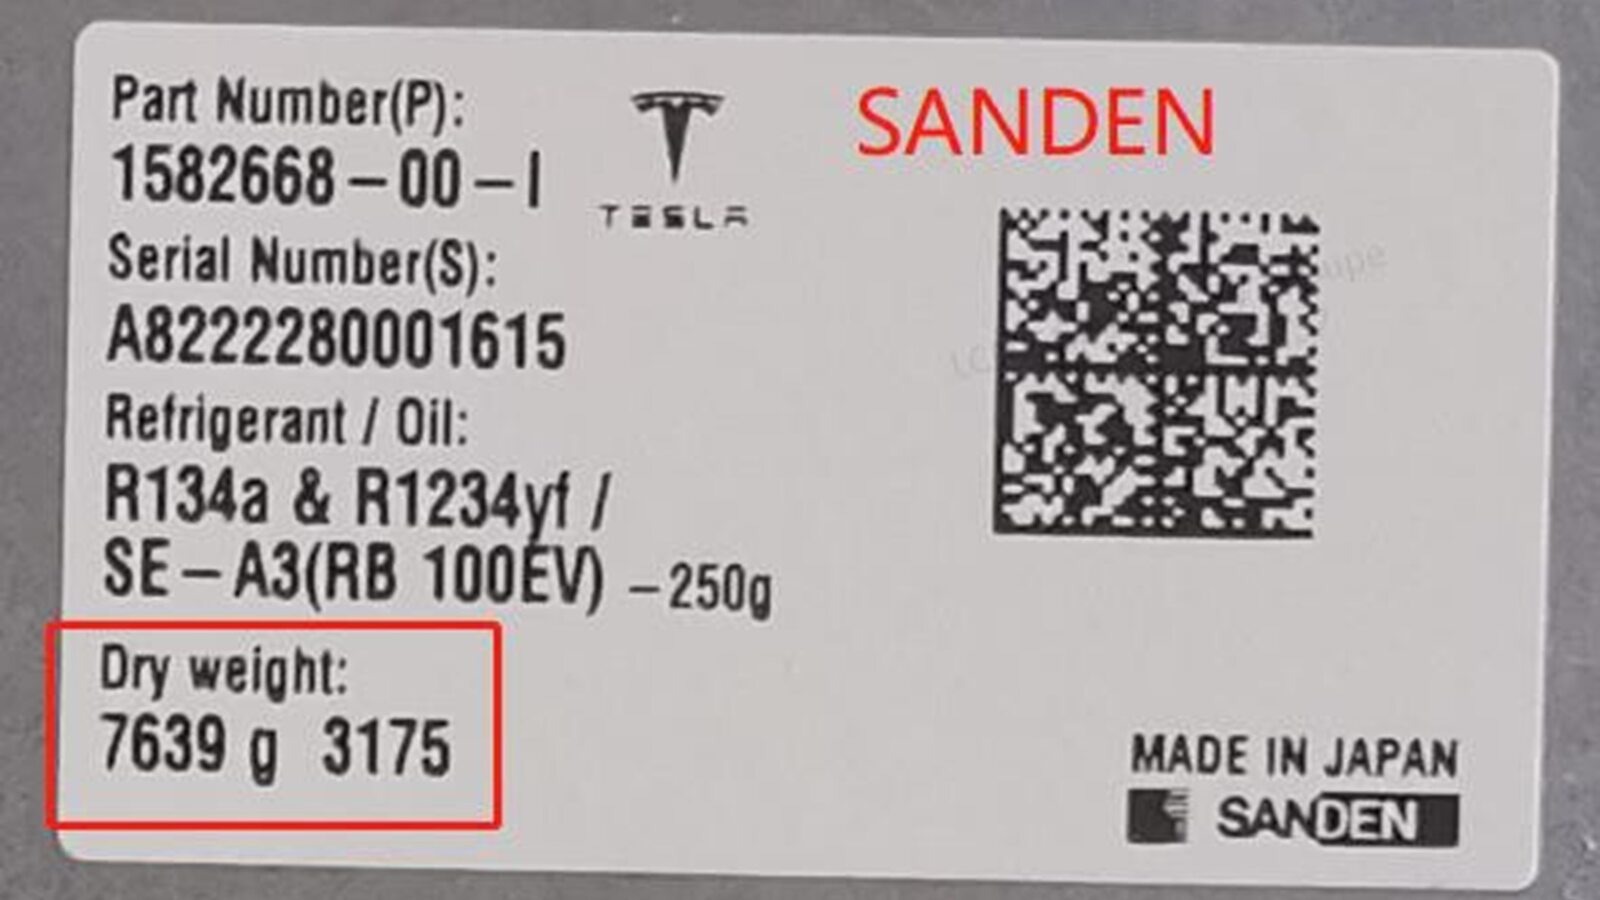 Part Number(P):
1582668-00-I
TESLA
SANDEN
Serial Number(S):
A8222280001615
Refrigerant / Oil:
R134a & R1234yf /
SE-A3(RB 100EV) -250g
Dry weight:
7639 g 3175
MADE IN JAPAN
SANDEN